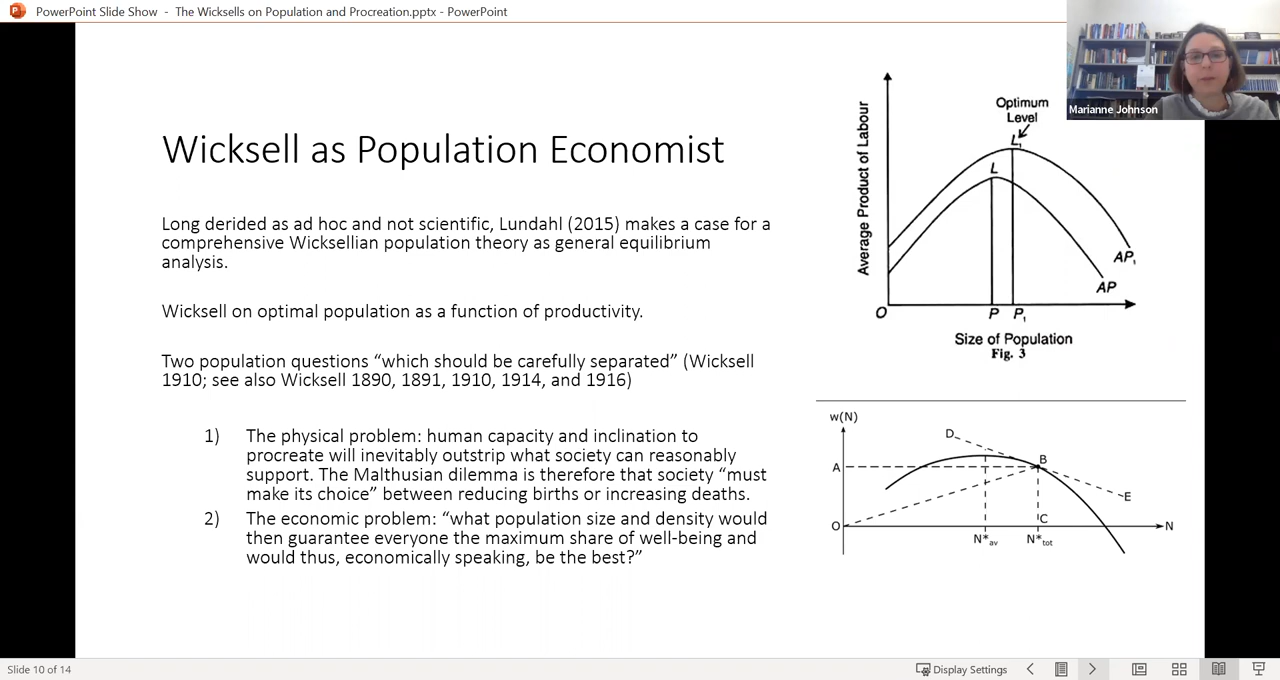 PowerPoint Slide Show - The Wicksells on Population and Procreation.pptx - PowerPoint
Marianne Johnson
Wicksell as Population Economist
Long derided as ad hoc and not scientific, Lundahl (2015) makes a case for a
comprehensive Wicksellian population theory as general equilibrium
analysis.
Wicksell on optimal population as a function of productivity.
Two population questions “which should be carefully separated” (Wicksell
1910; see also Wicksell 1890, 1891, 1910, 1914, and 1916)
1) The physical problem: human capacity and inclination to
procreate will inevitably outstrip what society can reasonably
support. The Malthusian dilemma is therefore that society “must
make its choice” between reducing births or increasing deaths.
2) The economic problem: “what population size and density would
then guarantee everyone the maximum share of well-being and
would thus, economically speaking, be the best?”
Average Product of Labour
Optimum
Level
L₁
L
AP₁
AP
O
P P₁
Size of Population
Fig. 3
w(N)
D
B
A
E
C
O
N
N*av N*tot
Slide 10 of 14
Display Settings